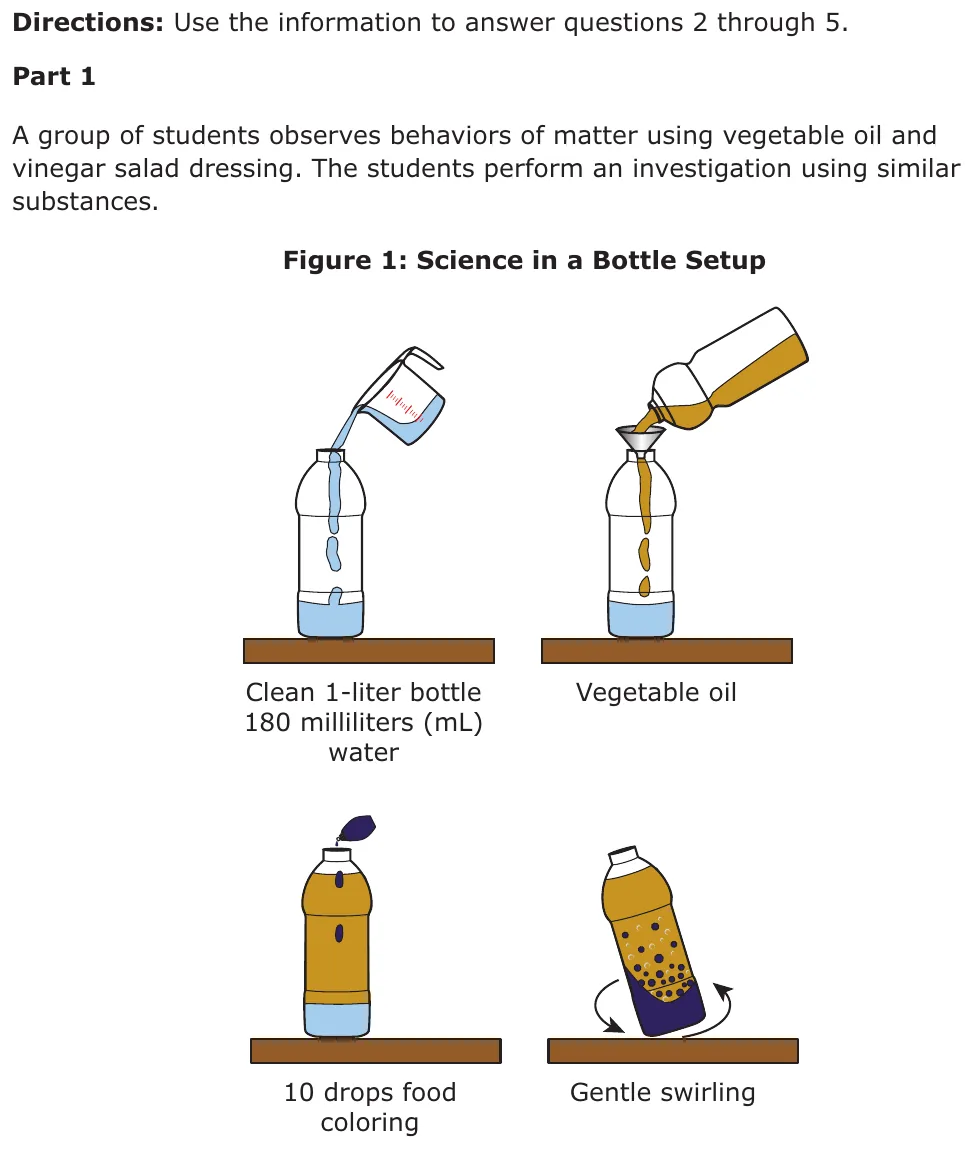 Directions: Use the information to answer questions 2 through 5.
Part 1
A group of students observes behaviors of matter using vegetable oil and
vinegar salad dressing. The students perform an investigation using similar
substances.
Figure 1: Science in a Bottle Setup
Clean 1-liter bottle
180 milliliters (mL)
water
Vegetable oil
10 drops food
coloring
Gentle swirling